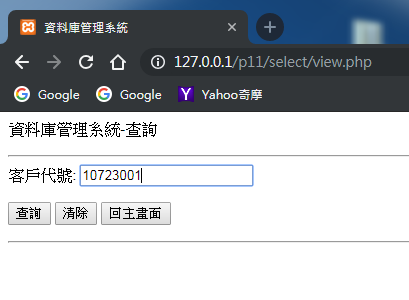 資料庫管理系統
127.0.0.1/p11/select/view.php
Google Google Yahoo奇摩
資料庫管理系統-查詢
客戶代號: 10723001
查詢 清除 回主畫面